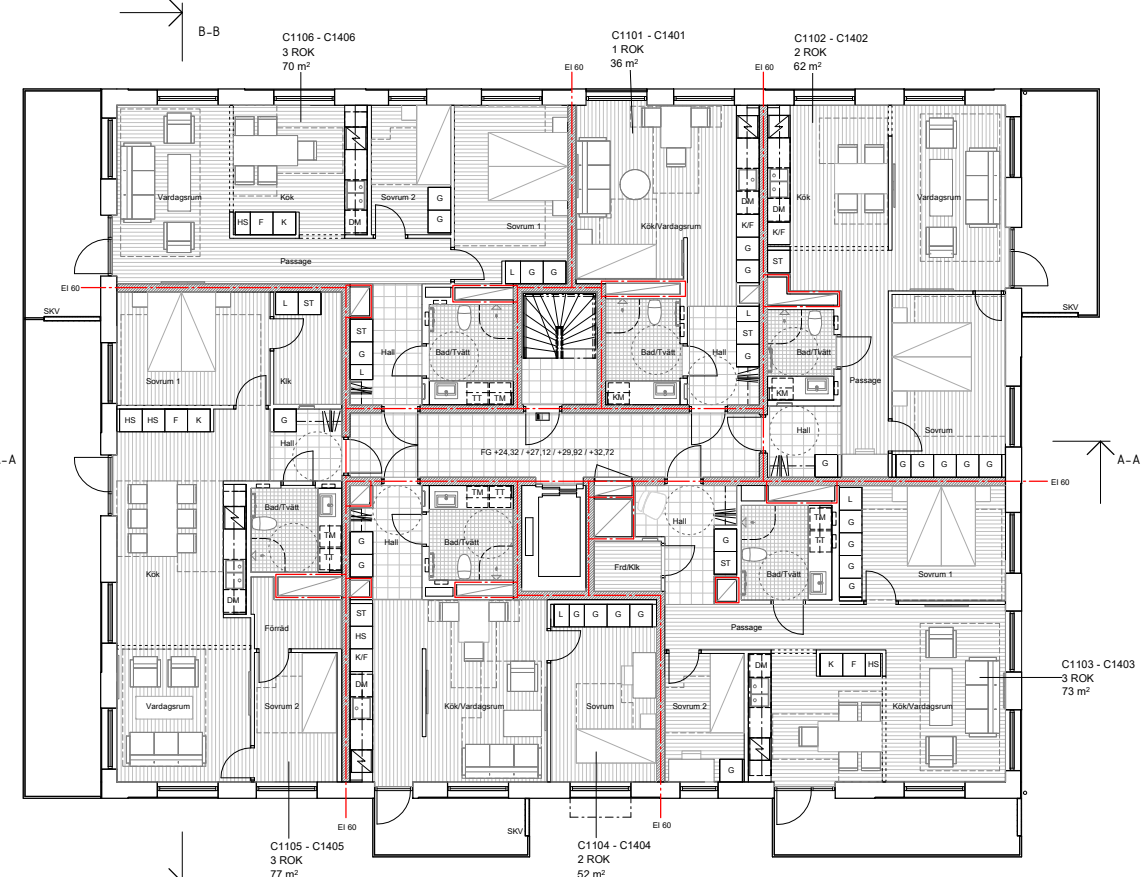 B-B
C1106 - C1406
3 ROK
70 m²
C1101 - C1401
1 ROK
36 m²
C1102 - C1402
2 ROK
62 m²
EI 60
EI 60
Vardagsrum
Kök
HS F K
DM
Sovrum 2
G
G
Sovrum 1
Kök/Vardagsrum
DM
K/F
G
G
Kök
DM
K/F
ST
Vardagsrum
Passage
L G G
EI 60
SKV
SKV
L ST
Sovrum 1
Klk
ST
G
L
Hall
Bad/Tvätt
TT TM
Bad/Tvätt
KM
Hall
L
ST
G
Bad/Tvätt
KM
Passage
Sovrum
HS HS F K
G
Hall
Hall
G
G G G G G
FG +24,32 / +27,12 / +29,92 / +32,72
-A
A-A
EI 60
Bad/Tvätt
TM
TT
Kök
DM
G
G
Hall
TM TT
Bad/Tvätt
Hall
G
ST
Frd/Klk
TM
TT
Bad/Tvätt
L
G
G
G
G
Sovrum 1
Förråd
ST
HS
K/F
DM
L G G G G
Passage
Vardagsrum
Sovrum 2
Kök/Vardagsrum
Sovrum
Sovrum 2
G
DM
K F HS
Kök/Vardagsrum
C1103 - C1403
3 ROK
73 m²
EI 60
SKV
EI 60
C1105 - C1405
3 ROK
77 m²
C1104 - C1404
2 ROK
52 m²